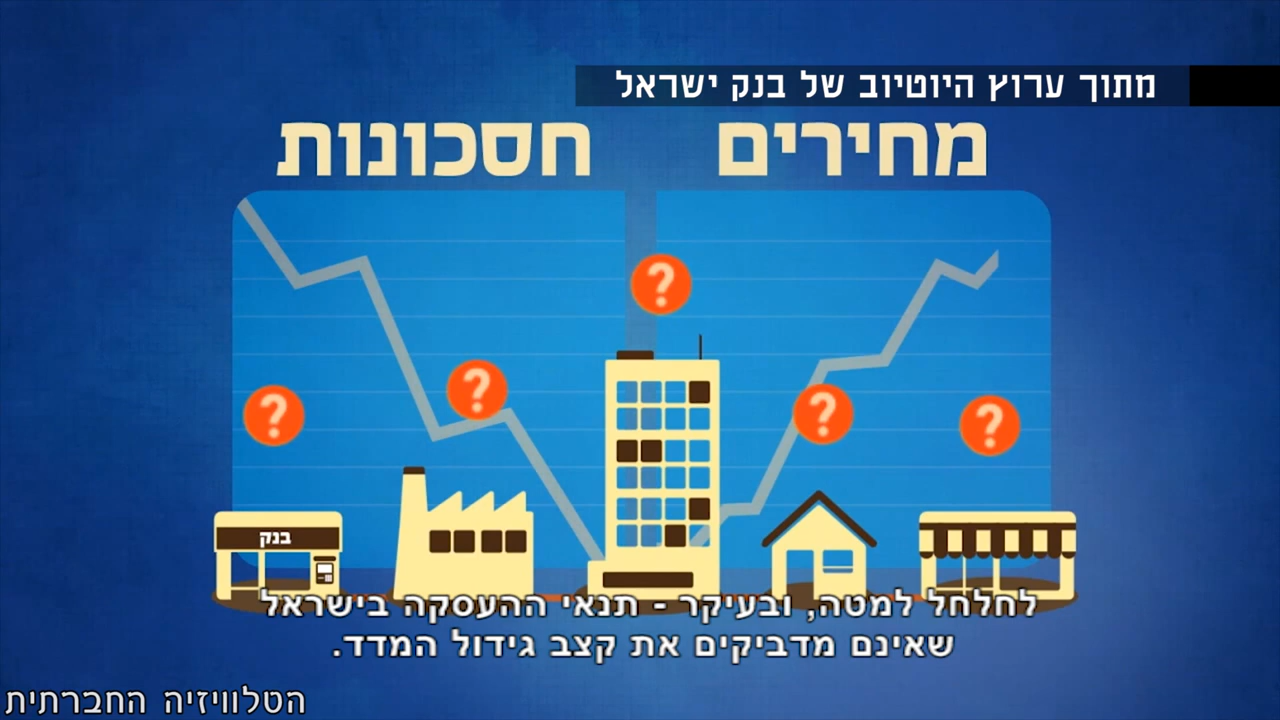 מתוך ערוץ היוטיוב של בנק ישראל
מחירים
חסכונות
?
?
?
?
?
בנק
לחלחל למטה, ובעיקר - תנאי ההעסקה בישראל
שאינם מדביקים את קצב גידול המדד.
הטלוויזיה החברתית